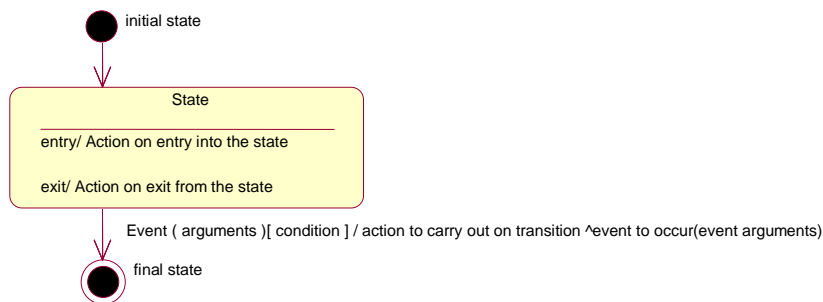 initial state
State
entry/ Action on entry into the state
exit/ Action on exit from the state
Event ( arguments )[ condition ] / action to carry out on transition ^event to occur(event arguments)
final state